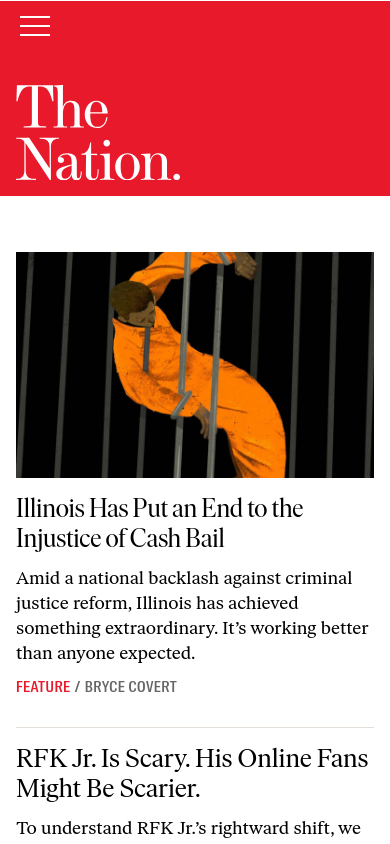 The
Nation.
Illinois Has Put an End to the
Injustice of Cash Bail
Amid a national backlash against criminal
justice reform, Illinois has achieved
something extraordinary. It’s working better
than anyone expected.
FEATURE / BRYCE COVERT
RFK Jr. Is Scary. His Online Fans
Might Be Scarier.
To understand RFK Jr.’s rightward shift, we